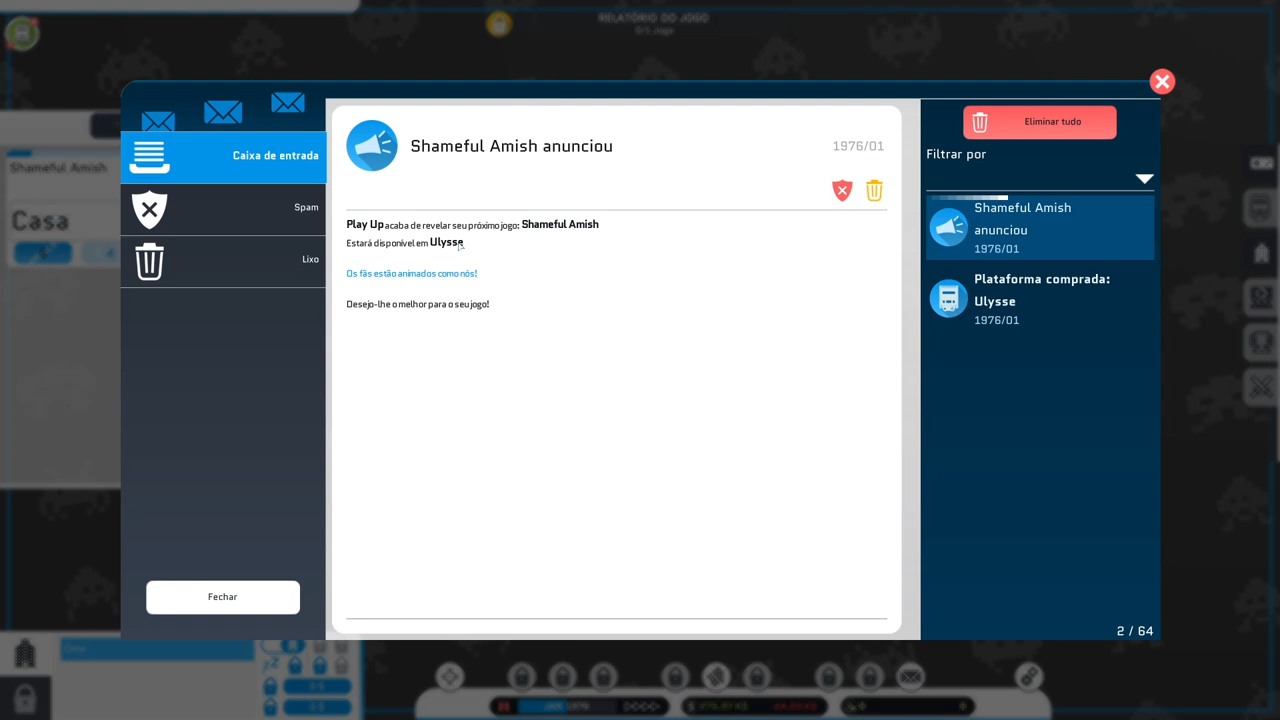 RELATÓRIO DO JOGO
Shameful Amish
Casa
Caixa de entrada
Spam
Lixo
Fechar
Shameful Amish anunciou
1976/01
Play Up acaba de revelar seu próximo jogo: Shameful Amish
Estará disponível em Ulysse
Os fãs estão animados como nós!
Desejo-lhe o melhor para o seu jogo!
Eliminar tudo
Filtrar por
Shameful Amish
anunciou
1976/01
Plataforma comprada:
Ulysse
1976/01
2 / 64